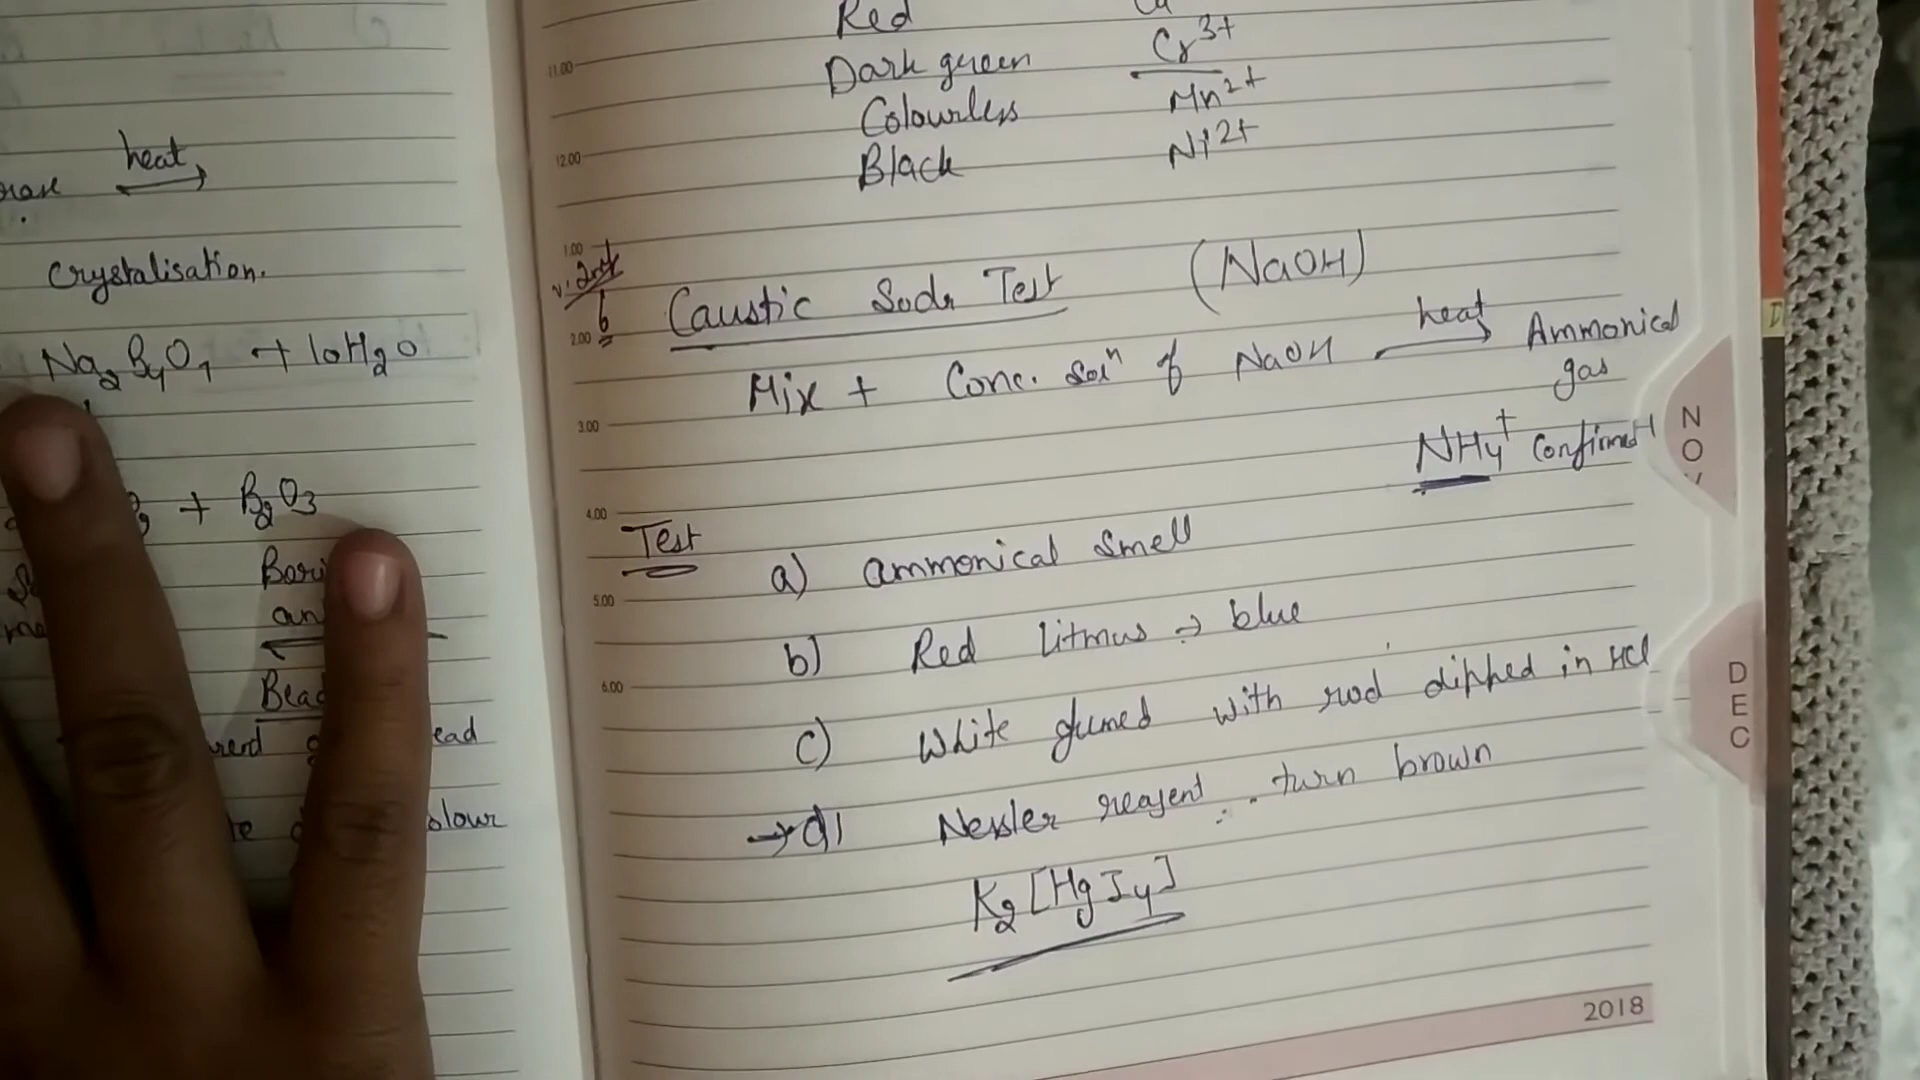 heat
Crystalisation.
Na2B4O7 + 10H2O
+ B2O3
ead
olour
Red
11.00
Dark green Cr3+
Colourless Mn2+
12.00
Black Ni2+
1.00
v. Imt
6 Caustic Soda Test (NaOH)
2.00
Mix + Conc. Soln of NaOH heat Ammonical
gas
3.00
NH4+ Confirmed
4.00
Test a) ammonical Smell
5.00
b) Red litmus → blue
6.00
c) White fumed with rod dipped in HCl
→ d) Nessler reagent turn brown
K2[HgI4]
2018
NOV
DEC